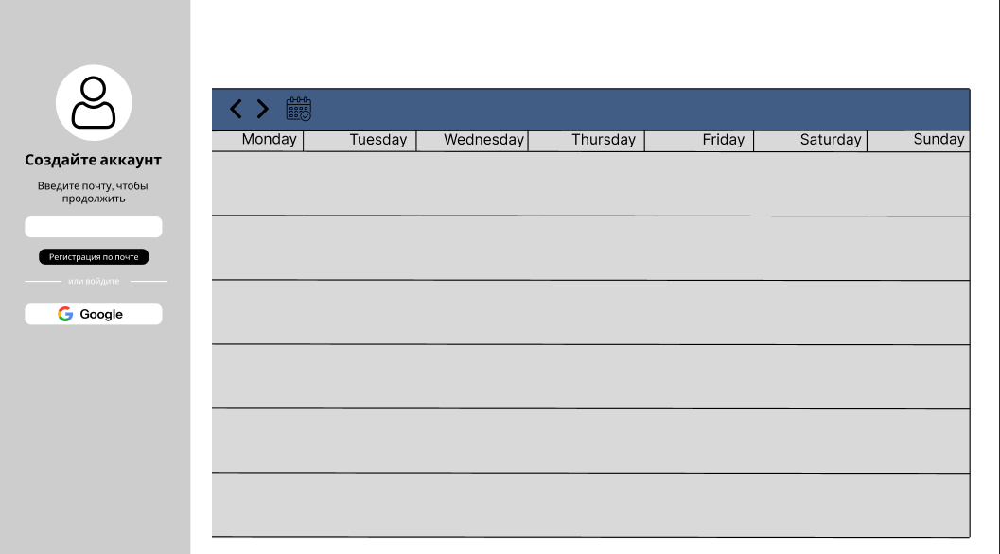 Создайте аккаунт
Введите почту, чтобы
продолжить
Регистрация по почте
или войдите
Google
Monday Tuesday Wednesday Thursday Friday Saturday Sunday